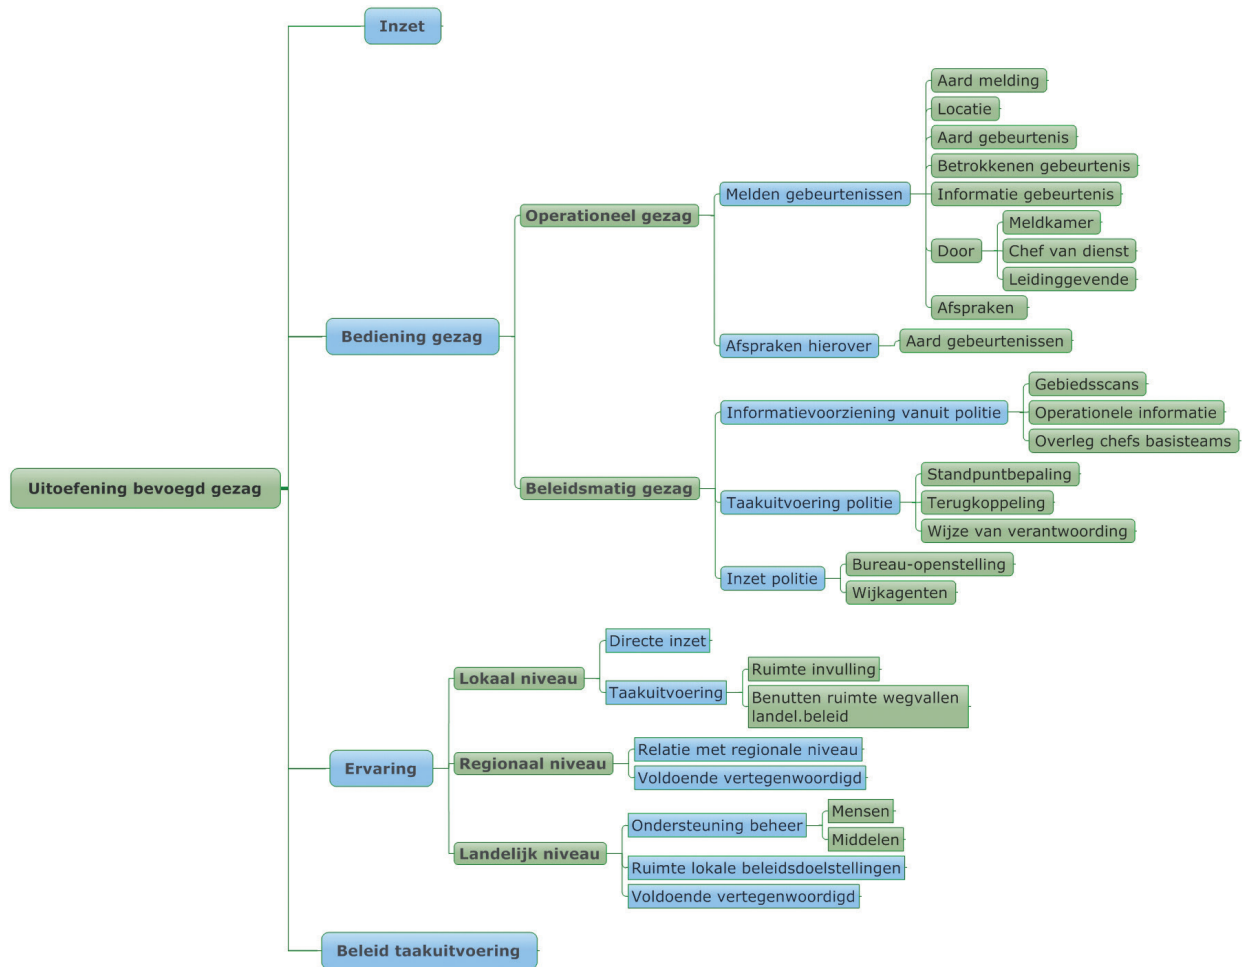 Uitoefening bevoegd gezag
Inzet
Bediening gezag
Operationeel gezag
Melden gebeurtenissen
Aard melding
Locatie
Aard gebeurtenis
Betrokkenen gebeurtenis
Informatie gebeurtenis
Door
Meldkamer
Chef van dienst
Leidinggevende
Afspraken
Afspraken hierover
Aard gebeurtenissen
Beleidsmatig gezag
Informatievoorziening vanuit politie
Gebiedsscans
Operationele informatie
Overleg chefs basisteams
Taakuitvoering politie
Standpuntbepaling
Terugkoppeling
Wijze van verantwoording
Inzet politie
Bureau-openstelling
Wijkagenten
Ervaring
Lokaal niveau
Directe inzet
Taakuitvoering
Ruimte invulling
Benutten ruimte wegvallen
landel.beleid
Regionaal niveau
Relatie met regionale niveau
Voldoende vertegenwoordigd
Landelijk niveau
Ondersteuning beheer
Mensen
Middelen
Ruimte lokale beleidsdoelstellingen
Voldoende vertegenwoordigd
Beleid taakuitvoering